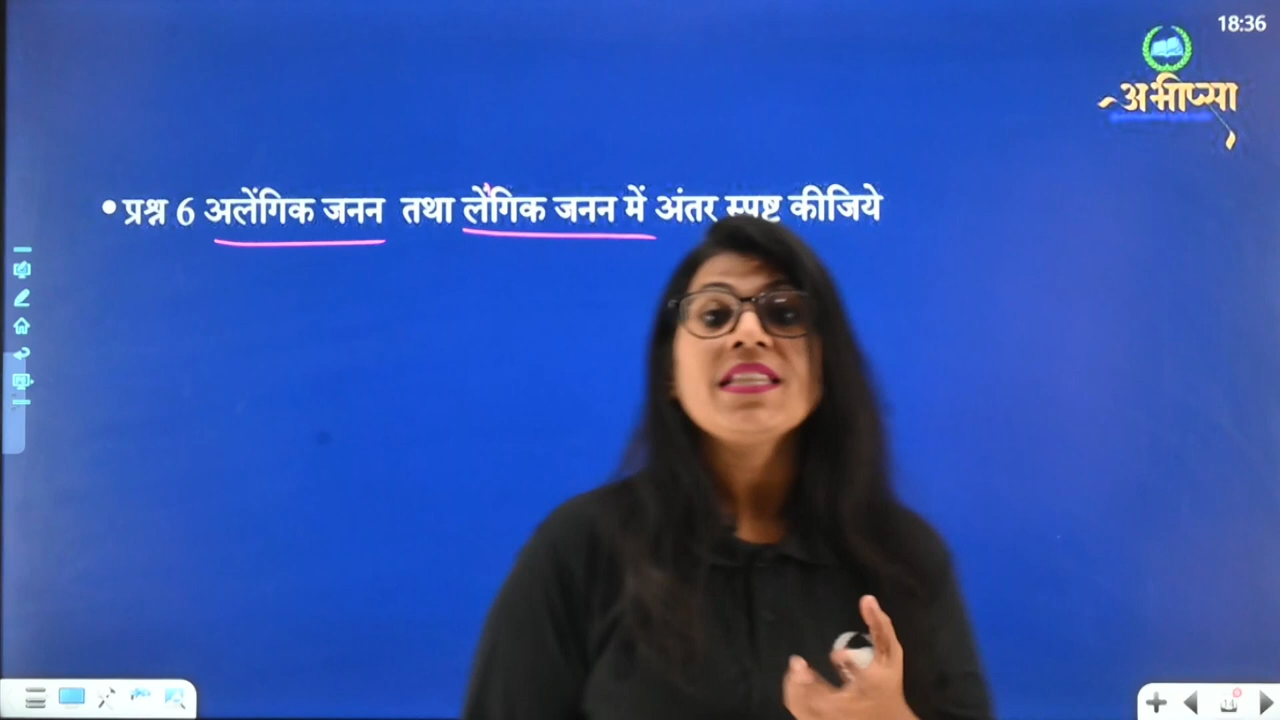 18:36
अभीप्सा
• प्रश्न 6 अलेंगिक जनन तथा लेंगिक जनन में अंतर स्पष्ट कीजिये